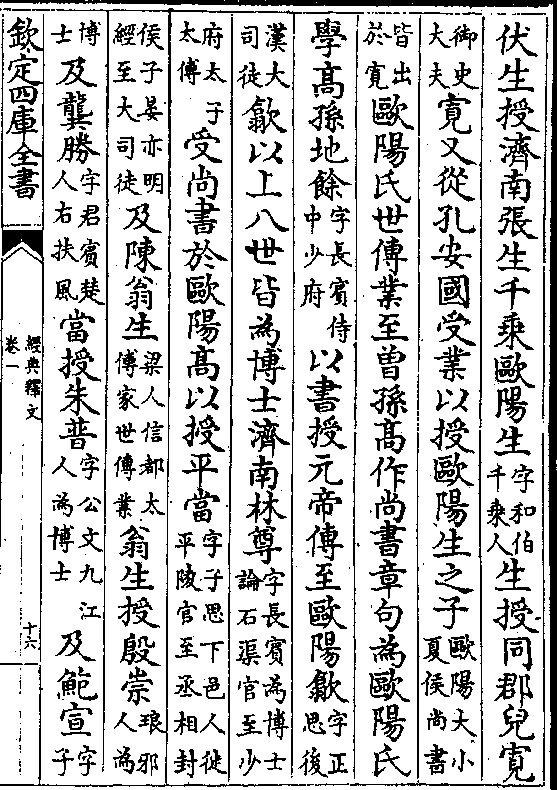 伏生授濟南張生千乘歐陽生字和伯千乘人生授同郡兒寛
御史大夫寛又從孔安國受業以授歐陽生之子歐陽大小夏侯尚書
皆出於寛歐陽氏世傳業至曽孫髙作尚書章句為歐陽氏
學髙孫地餘字長賓侍中少府以書授元帝傳至歐陽歙字正思後
漢大司徒歙以上八世皆為博士濟南林尊字長賓為博士論石渠官至少
府太子太傅受尚書於歐陽髙以授平當字子思下邑人徙平陵官至丞相封
侯子晏亦明經至大司徒及陳翁生梁人信都太傅家世傳業翁生授殷崇琅邪人為
博士及龔勝字君賓楚人右扶風當授朱普字公文九江人為博士及鮑宣字子
欽定四庫全書
經典釋文
卷一
十六